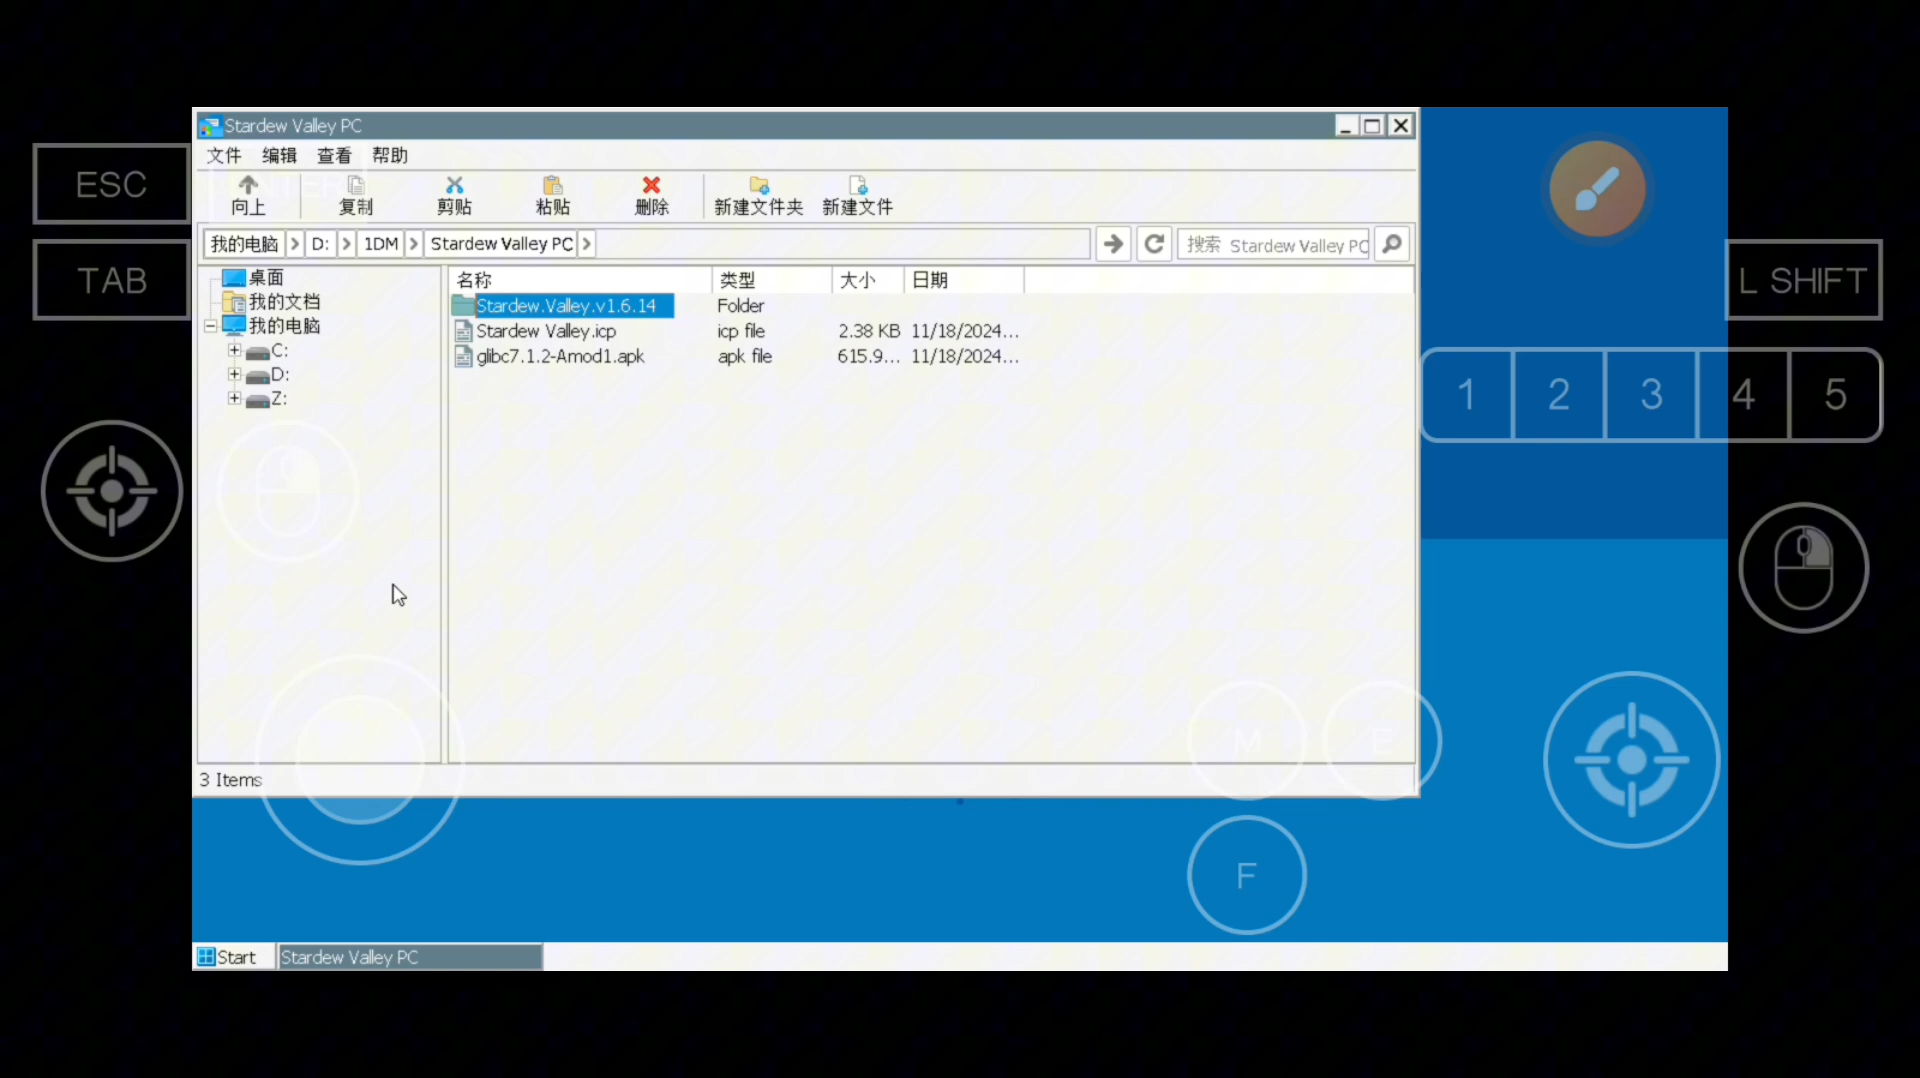 Stardew Valley PC
文件 编辑 查看 帮助
ESC
ENTER
向上 复制 剪贴 粘贴 删除 新建文件夹 新建文件
我的电脑 D: 1DM Stardew Valley PC 搜索 Stardew Valley PC
TAB
L SHIFT
桌面
我的文档
我的电脑
C:
D:
Z:
名称 类型 大小 日期
Stardew.Valley.v1.6.14 Folder
Stardew Valley.icp icp file 2.38 KB 11/18/2024...
glibc7.1.2-Amod1.apk apk file 615.9... 11/18/2024...
1 2 3 4 5
M E
3 Items
F
Start Stardew Valley PC